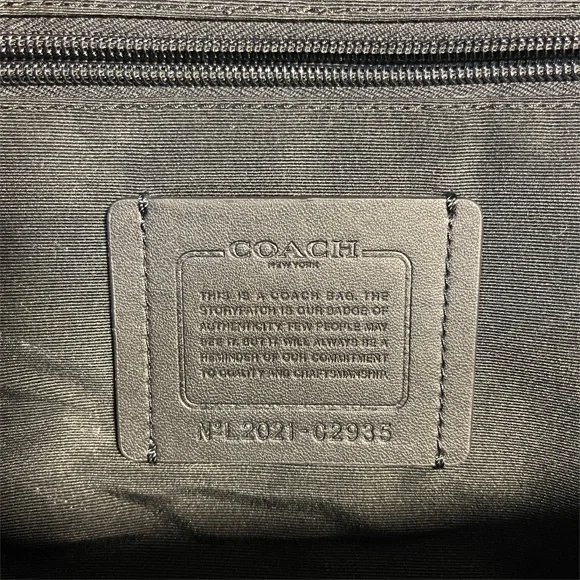 COACH
NEW YORK
THIS IS A COACH BAG. THE
STORYPATCH IS OUR BADGE OF
AUTHENTICITY. FEW PEOPLE MAY
SEE IT, BUT IT WILL ALWAYS BE A
REMINDER OF OUR COMMITMENT
TO QUALITY AND CRAFTSMANSHIP.
Nº L2021-C2935